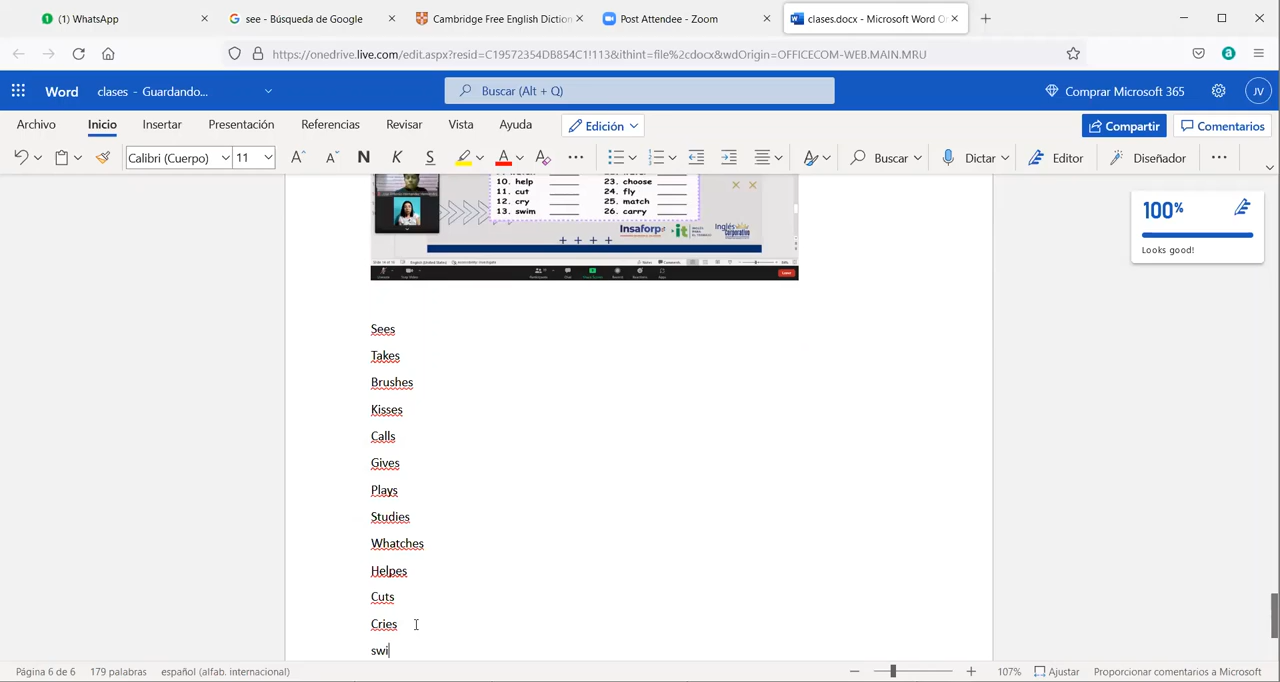 (1) WhatsApp
see - Búsqueda de Google
Cambridge Free English Diction
Post Attendee - Zoom
clases.docx - Microsoft Word O
https://onedrive.live.com/edit.aspx?resid=C19572354DB854C1!113&ithint=file%2cdocx&wdOrigin=OFFICECOM-WEB.MAIN.MRU
Word clases - Guardando...
Buscar (Alt + Q)
Comprar Microsoft 365
JV
Archivo Inicio Insertar Presentación Referencias Revisar Vista Ayuda Edición
Compartir Comentarios
Calibri (Cuerpo) 11 A A N K S A A Buscar Dictar Editor Diseñador
10. help 23. choose
11. cut 24. fly
12. cry 25. match
13. swim 26. carry
Insaforp it Inglés Corporativo
100%
Looks good!
Sees
Takes
Brushes
Kisses
Calls
Gives
Plays
Studies
Whatches
Helpes
Cuts
Cries
swi
Página 6 de 6 179 palabras español (alfab. internacional) 107% Ajustar Proporcionar comentarios a Microsoft